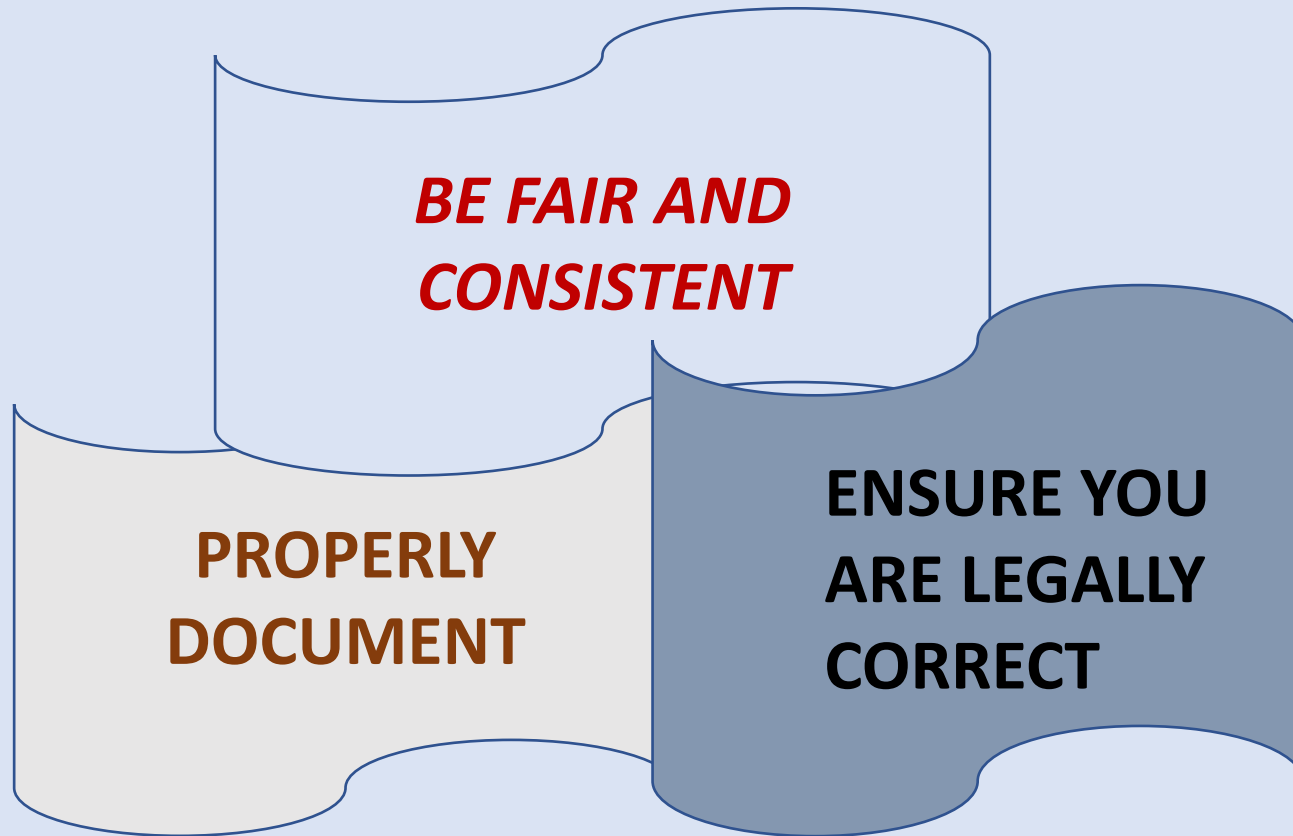 BE FAIR AND
CONSISTENT
PROPERLY
DOCUMENT
ENSURE YOU
ARE LEGALLY
CORRECT